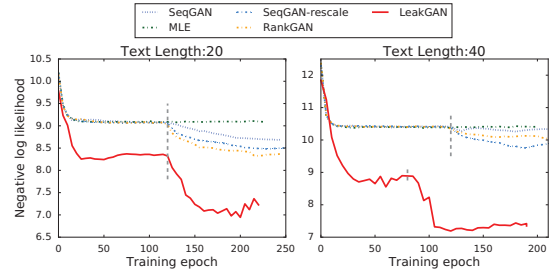 SeqGAN SeqGAN-rescale LeakGAN
MLE RankGAN
Text Length:20 Text Length:40
Negative log likelihood
10.5
10.0
9.5
9.0
8.5
8.0
7.5
7.0
6.5
0 50 100 150 200 250
Training epoch
12
11
10
9
8
7
0 50 100 150 200
Training epoch